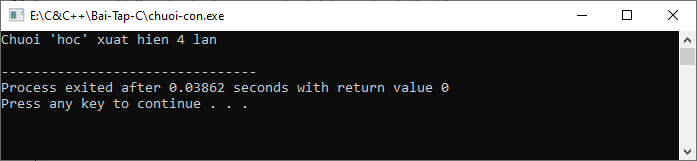 E:\C&C++\Bai-Tap-C\chuoi-con.exe
Chuoi 'hoc' xuat hien 4 lan
--------------------------------
Process exited after 0.03862 seconds with return value 0
Press any key to continue . . .